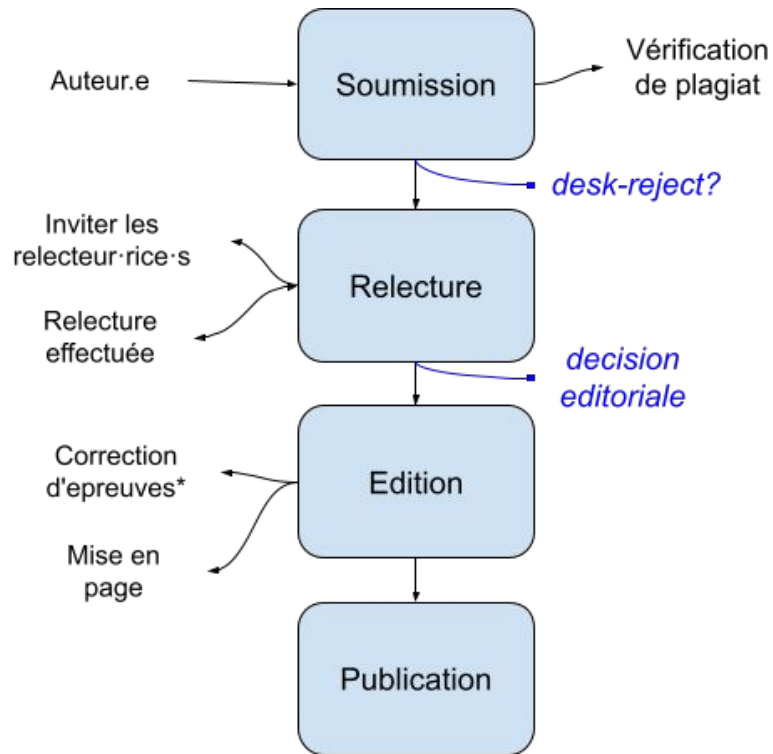 Auteur.e
Soumission
Vérification
de plagiat
desk-reject?
Inviter les
relecteur·rice·s
Relecture
Relecture
effectuée
decision
editoriale
Correction
d'epreuves*
Edition
Mise en
page
Publication